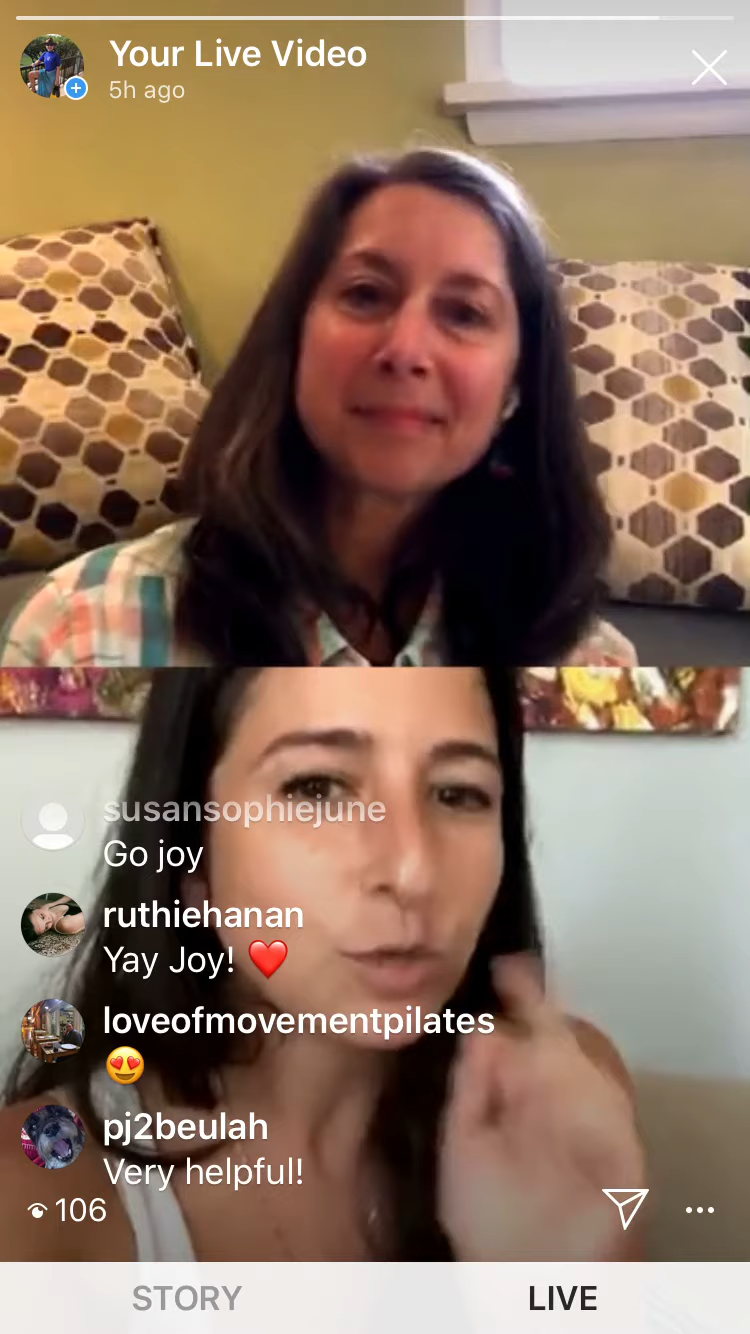 Your Live Video
5h ago
susansophiejune
Go joy
ruthiehanan
Yay Joy! ❤️
loveofmovementpilates
😍
pj2beulah
Very helpful!
106
STORY
LIVE